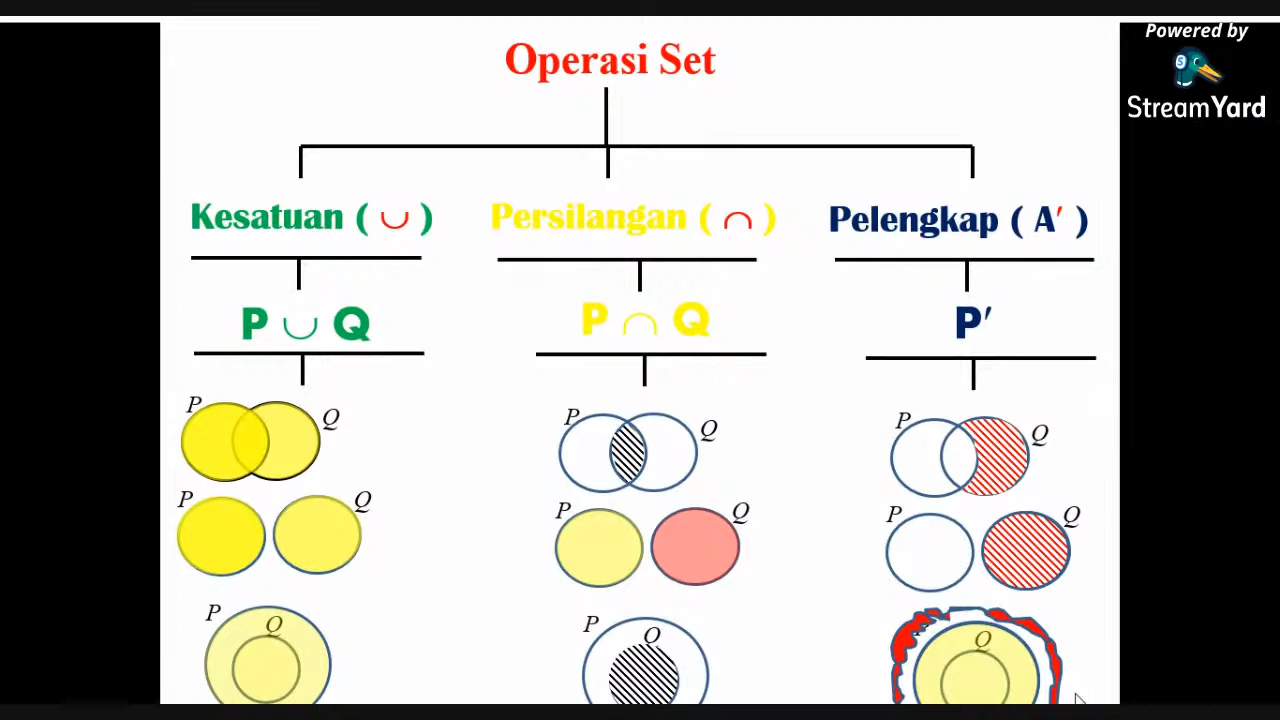 Powered by
StreamYard
Operasi Set
Kesatuan ( ∪ )
Persilangan ( ∩ )
Pelengkap ( A′ )
P ∪ Q
P ∩ Q
P′
P
Q
P
Q
P
Q
P
Q
P
Q
P
Q
P
Q
P
Q
Q